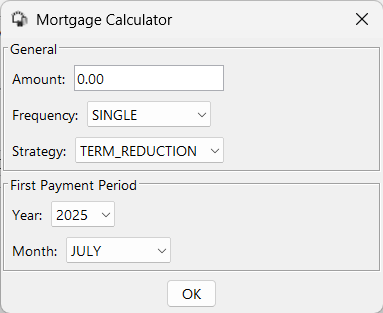 Mortgage Calculator
General
Amount: 0.00
Frequency: SINGLE
Strategy: TERM_REDUCTION
First Payment Period
Year: 2025
Month: JULY
OK